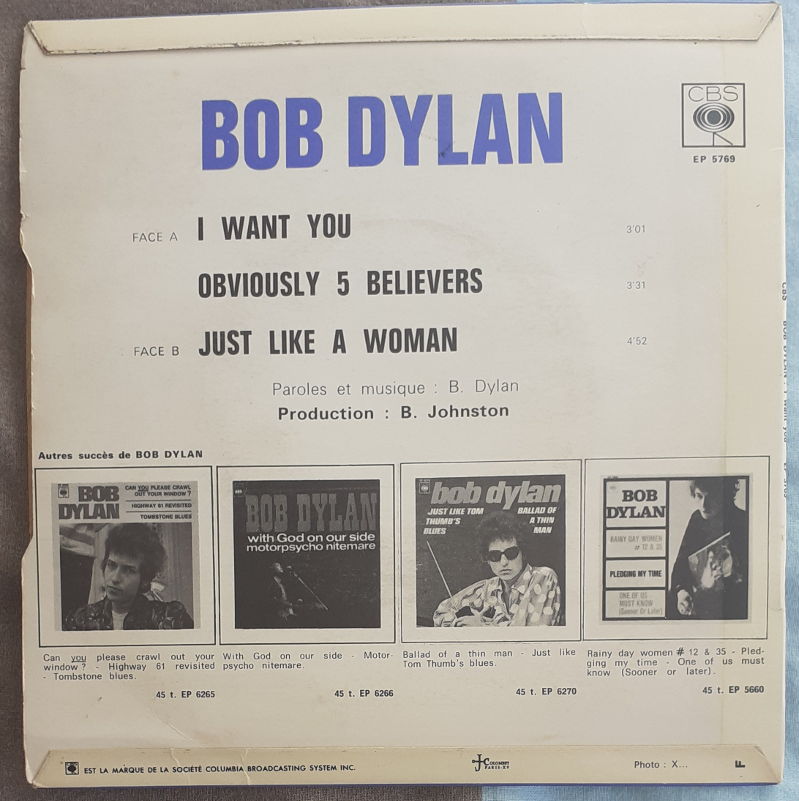 BOB DYLAN
CBS
EP 5769
FACE A I WANT YOU 3'01
OBVIOUSLY 5 BELIEVERS 3'31
FACE B JUST LIKE A WOMAN 4'52
Paroles et musique : B. Dylan
Production : B. Johnston
Autres succès de BOB DYLAN
BOB
DYLAN
CAN YOU PLEASE CRAWL
OUT YOUR WINDOW ?
HIGHWAY 61 REVISITED
TOMBSTONE BLUES
BOB DYLAN
with God on our side
motorpsycho nitemare
bob dylan
JUST LIKE TOM
THUMB'S
BLUES
BALLAD OF
A THIN
MAN
BOB
DYLAN
RAINY DAY WOMEN
# 12 & 35
PLEDGING MY TIME
ONE OF US
MUST KNOW
(Sooner Or Later)
Can you please crawl out your
window ? - Highway 61 revisited
- Tombstone blues.
45 t. EP 6265
With God on our side - Motor-
psycho nitemare.
45 t. EP 6266
Ballad of a thin man - Just like
Tom Thumb's blues.
45 t. EP 6270
Rainy day women # 12 & 35 - Pled-
ging my time - One of us must
know (Sooner or later).
45 t. EP 5660
EST LA MARQUE DE LA SOCIÉTÉ COLUMBIA BROADCASTING SYSTEM INC.
Photo : X...
F